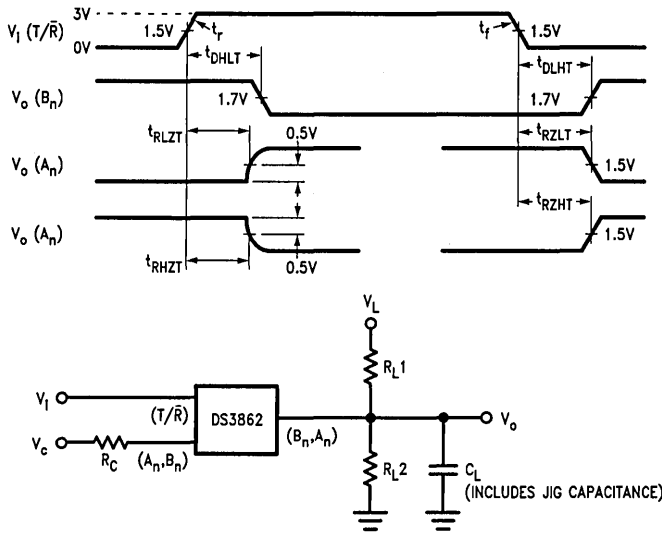 3V
V_I (T/R̅) 1.5V t_r t_f 1.5V
0V
t_DHLT t_DLHT
V_o (B_n) 1.7V 1.7V
t_RLZT 0.5V t_RZLT
V_o (A_n) 1.5V
t_RZHT
V_o (A_n) 1.5V
t_RHZT 0.5V
V_L
R_L1
V_I
(T/R̅) DS3862 V_o
V_c (B_n,A_n)
R_C (A_n,B_n) R_L2 C_L
(INCLUDES JIG CAPACITANCE)